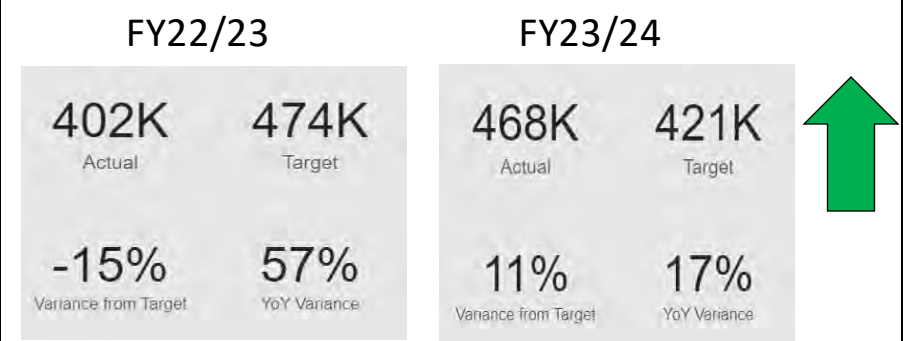 FY22/23
FY23/24
402K 474K
Actual Target
-15% 57%
Variance from Target YoY Variance
468K 421K
Actual Target
11% 17%
Variance from Target YoY Variance